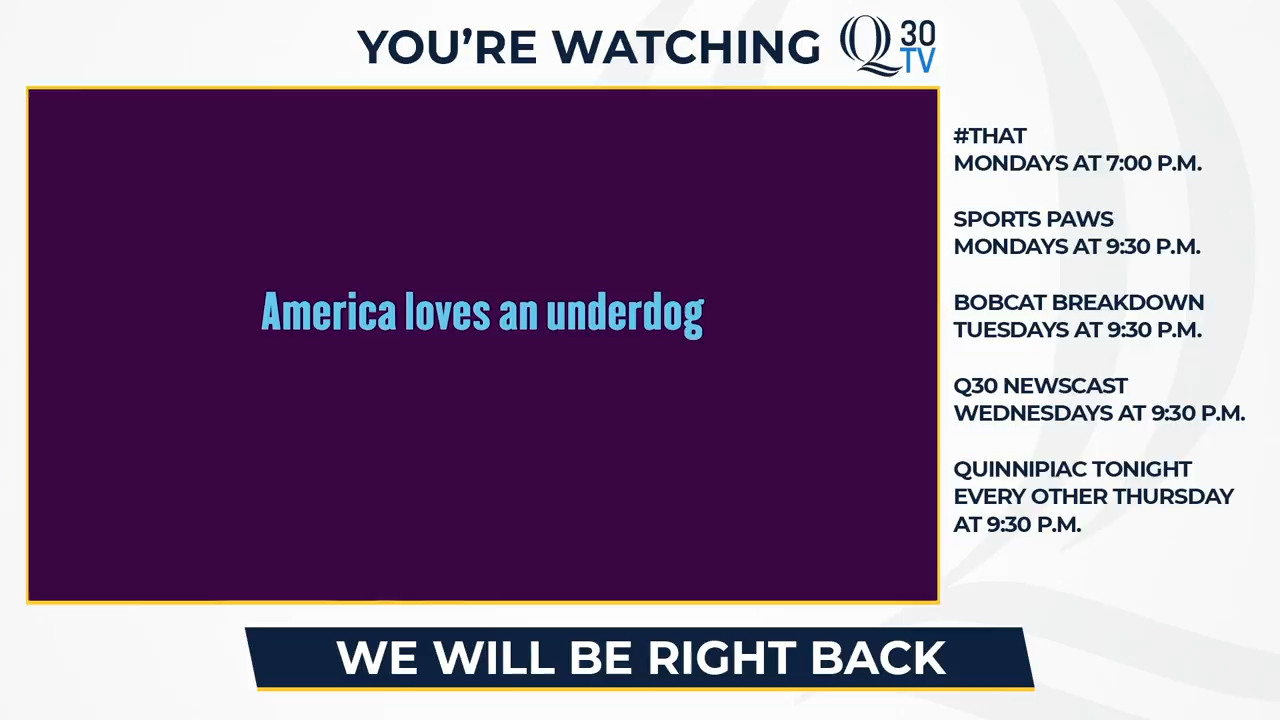 YOU'RE WATCHING Q 30 TV
America loves an underdog
#THAT
MONDAYS AT 7:00 P.M.
SPORTS PAWS
MONDAYS AT 9:30 P.M.
BOBCAT BREAKDOWN
TUESDAYS AT 9:30 P.M.
Q30 NEWSCAST
WEDNESDAYS AT 9:30 P.M.
QUINNIPIAC TONIGHT
EVERY OTHER THURSDAY
AT 9:30 P.M.
WE WILL BE RIGHT BACK